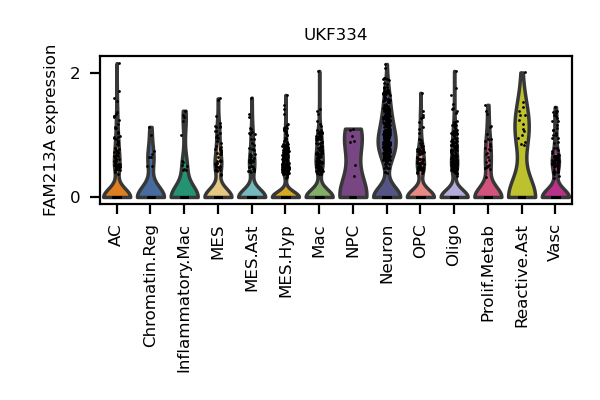 UKF334
FAM213A expression
2
0
AC
Chromatin.Reg
Inflammatory.Mac
MES
MES.Ast
MES.Hyp
Mac
NPC
Neuron
OPC
Oligo
Prolif.Metab
Reactive.Ast
Vasc